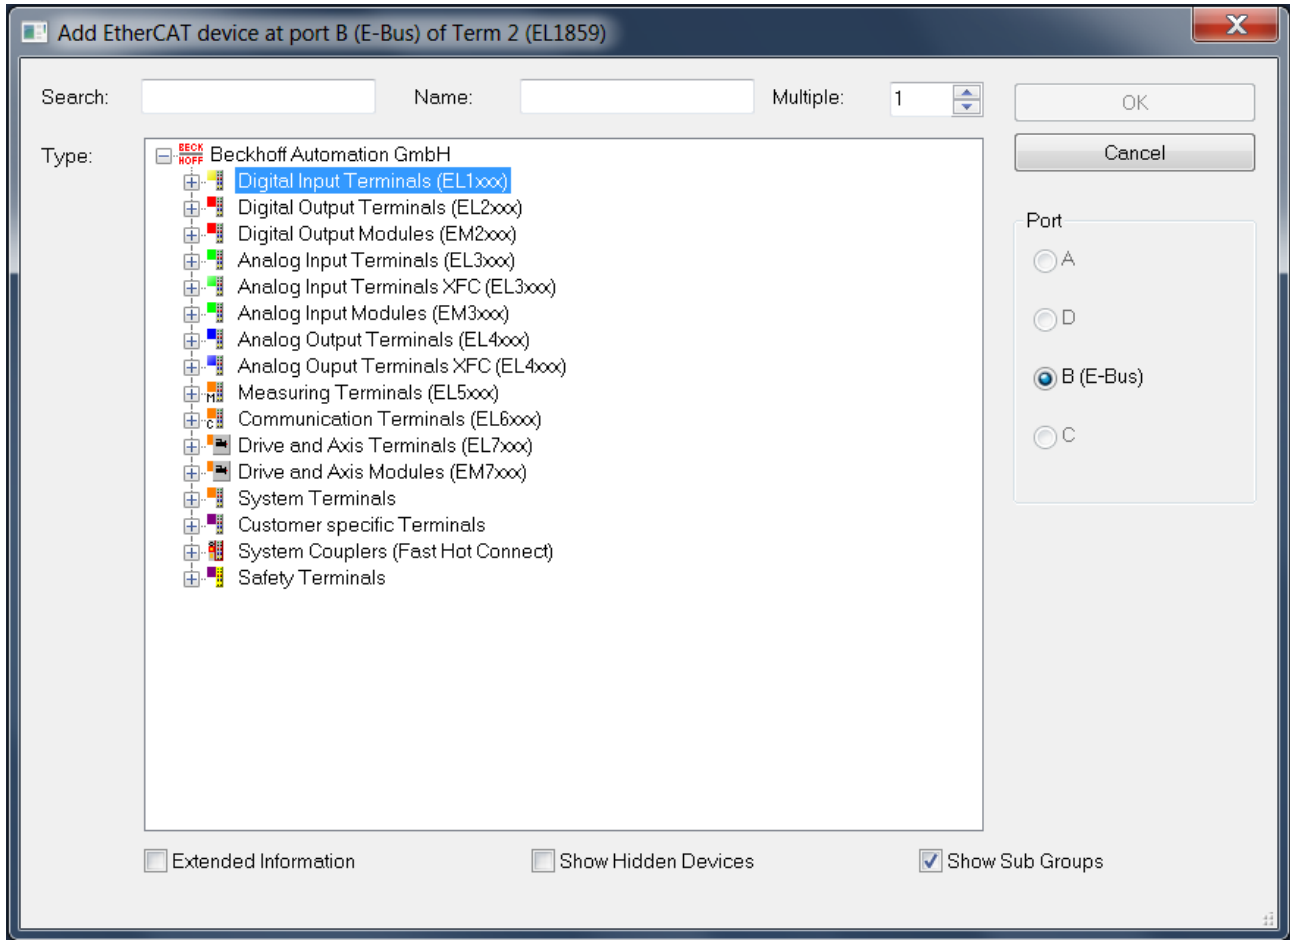 Add EtherCAT device at port B (E-Bus) of Term 2 (EL1859)
Search: Name: Multiple: 1 OK
Cancel
Type:
BECK
HOFF
Beckhoff Automation GmbH
Digital Input Terminals (EL1xxx)
Digital Output Terminals (EL2xxx)
Digital Output Modules (EM2xxx)
Analog Input Terminals (EL3xxx)
Analog Input Terminals XFC (EL3xxx)
Analog Input Modules (EM3xxx)
Analog Output Terminals (EL4xxx)
Analog Ouput Terminals XFC (EL4xxx)
M Measuring Terminals (EL5xxx)
C Communication Terminals (EL6xxx)
Drive and Axis Terminals (EL7xxx)
Drive and Axis Modules (EM7xxx)
System Terminals
Customer specific Terminals
System Couplers (Fast Hot Connect)
Safety Terminals
Port
A
D
B (E-Bus)
C
Extended Information Show Hidden Devices Show Sub Groups